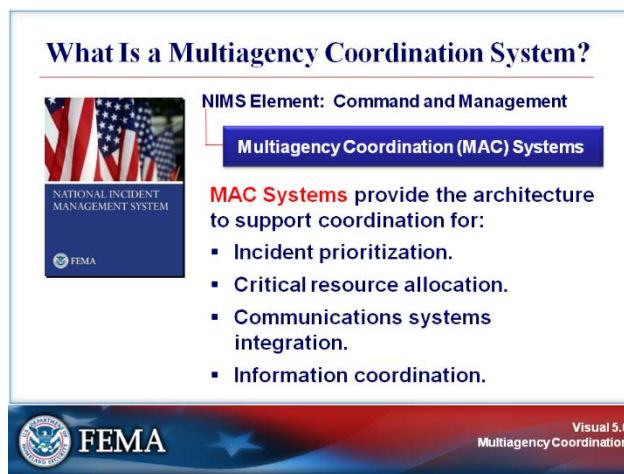 What Is a Multiagency Coordination System?
NIMS Element: Command and Management
Multiagency Coordination (MAC) Systems
NATIONAL INCIDENT
MANAGEMENT SYSTEM
FEMA
MAC Systems provide the architecture
to support coordination for:
▪ Incident prioritization.
▪ Critical resource allocation.
▪ Communications systems
integration.
▪ Information coordination.
FEMA
Visual 5.
Multiagency Coordination